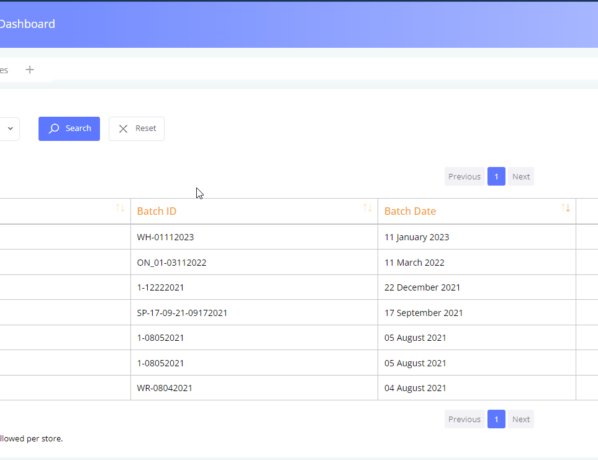 Dashboard
es +
Search Reset
Previous 1 Next
Batch ID Batch Date
WH-01112023 11 January 2023
ON_01-03112022 11 March 2022
1-12222021 22 December 2021
SP-17-09-21-09172021 17 September 2021
1-08052021 05 August 2021
1-08052021 05 August 2021
WR-08042021 04 August 2021
Previous 1 Next
llowed per store.